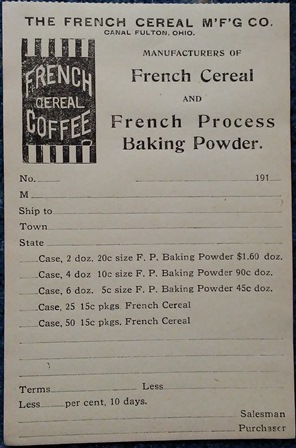 THE FRENCH CEREAL M'F'G CO.
CANAL FULTON, OHIO.
FRENCH
CEREAL
COFFEE
MANUFACTURERS OF
French Cereal
AND
French Process
Baking Powder.
No. 191
M
Ship to
Town
State
Case, 2 doz. 20c size F. P. Baking Powder $1.60 doz.
Case, 4 doz 10c size F. P. Baking Powder 90c doz.
Case, 6 doz. 5c size F. P. Baking Powder 45c doz.
Case, 25 15c pkgs. French Cereal
Case, 50 15c pkgs. French Cereal
Terms Less
Less per cent, 10 days.
Salesman
Purchaser